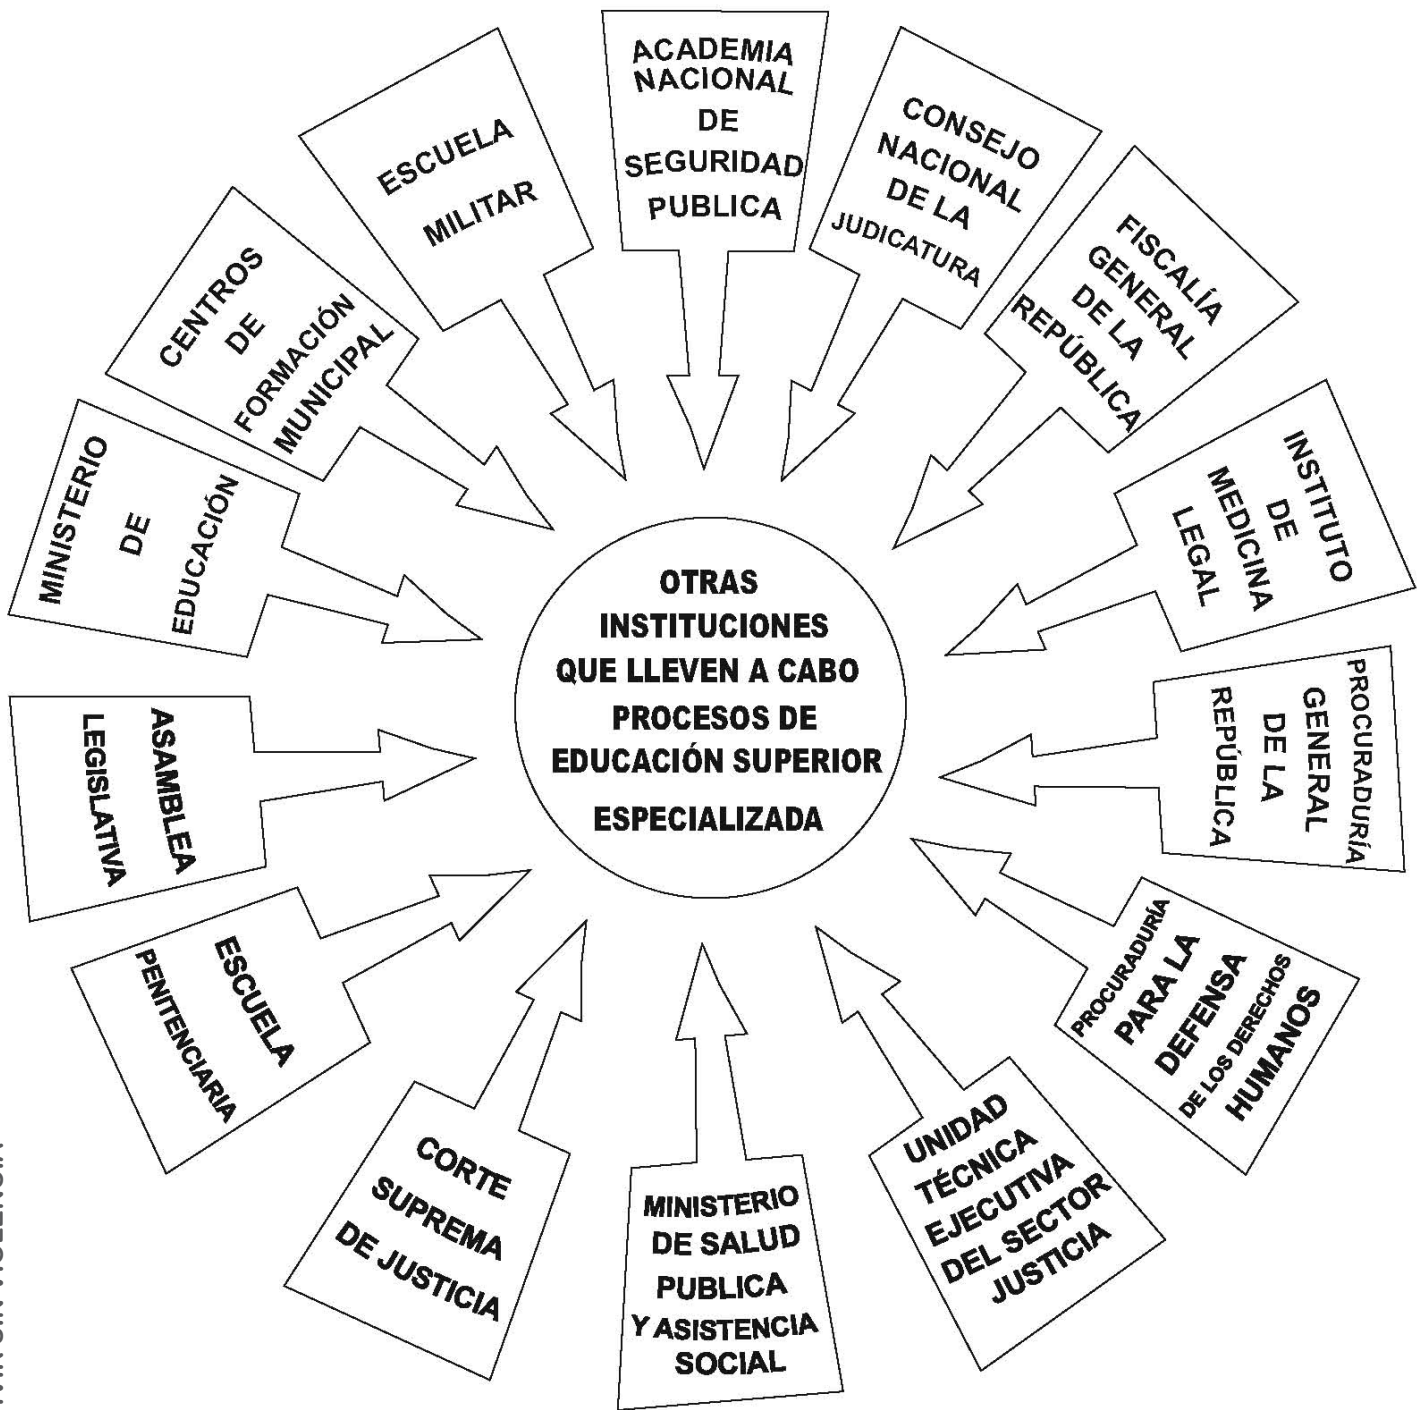 ACADEMIA
NACIONAL
DE
SEGURIDAD
PUBLICA
CONSEJO
NACIONAL
DE LA
JUDICATURA
FISCALÍA
GENERAL
DE LA
REPÚBLICA
INSTITUTO
DE
MEDICINA
LEGAL
PROCURADURÍA
GENERAL
DE LA
REPÚBLICA
PROCURADURÍA
PARA LA
DEFENSA
DE LOS DERECHOS
HUMANOS
UNIDAD
TÉCNICA
EJECUTIVA
DEL SECTOR
JUSTICIA
MINISTERIO
DE SALUD
PUBLICA
Y ASISTENCIA
SOCIAL
CORTE
SUPREMA
DE JUSTICIA
ESCUELA
PENITENCIARIA
ASAMBLEA
LEGISLATIVA
MINISTERIO
DE
EDUCACIÓN
CENTROS
DE
FORMACIÓN
MUNICIPAL
ESCUELA
MILITAR
OTRAS
INSTITUCIONES
QUE LLEVEN A CABO
PROCESOS DE
EDUCACIÓN SUPERIOR
ESPECIALIZADA